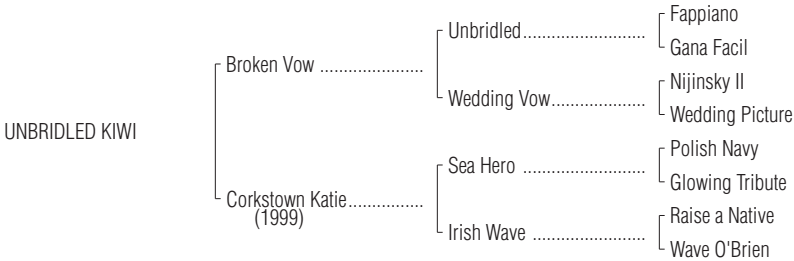 Fappiano
Unbridled..........................
Gana Facil
Broken Vow ......................
Nijinsky II
Wedding Vow....................
Wedding Picture
UNBRIDLED KIWI
Polish Navy
Sea Hero ..........................
Glowing Tribute
Corkstown Katie................
(1999)
Raise a Native
Irish Wave ........................
Wave O'Brien